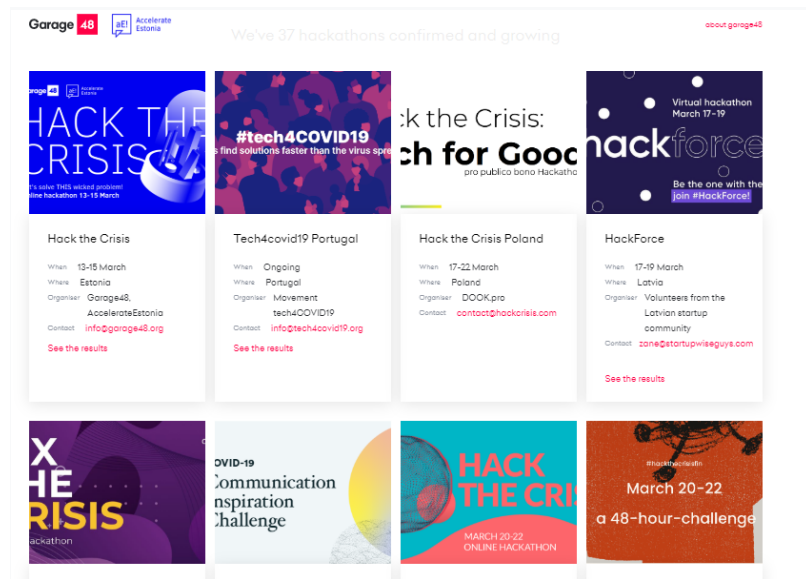 Garage 48
aE! Accelerate
Estonia
We've 37 hackathons confirmed and growing
about garage48
arage 48 aE! Accelerate
Estonia
HACK THE
CRISIS
t's solve THIS wicked problem!
line hackathon 13-15 March
#tech4COVID19
s find solutions faster than the virus spre
ck the Crisis:
ch for Good
pro publico bono Hackatho
Virtual hackathon
March 17-19
hackforce
Be the one with the
join #HackForce!
Hack the Crisis
When 13-15 March
Where Estonia
Organiser Garage48,
AccelerateEstonia
Contact info@garage48.org
See the results
Tech4covid19 Portugal
When Ongoing
Where Portugal
Organiser Movement
tech4COVID19
Contact info@tech4covid19.org
See the results
Hack the Crisis Poland
When 17-22 March
Where Poland
Organiser DOOK.pro
Contact contact@hackcrisis.com
HackForce
When 17-19 March
Where Latvia
Organiser Volunteers from the
Latvian startup
community
Contact zane@startupwiseguys.com
See the results
X
HE
RISIS
ackathon
OVID-19
Communication
nspiration
Challenge
HACK
THE CRIS
MARCH 20-22
ONLINE HACKATHON
#hackthecrisisfin
March 20-22
a 48-hour-challenge